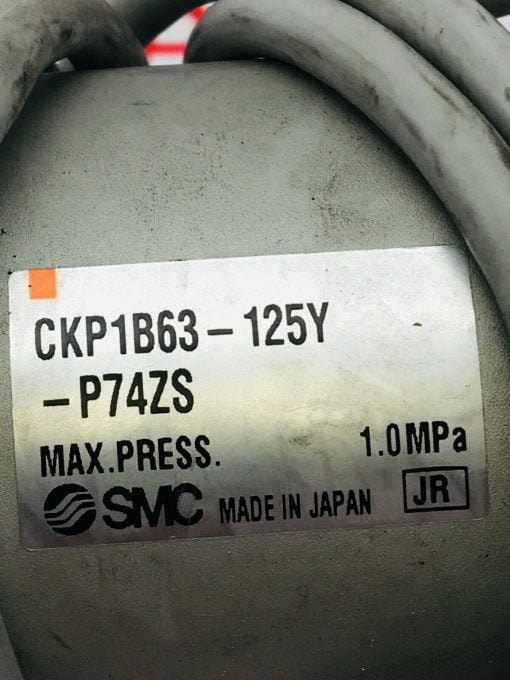 CKP1B63-125Y
-P74ZS
MAX.PRESS. 1.0MPa
SMC MADE IN JAPAN JR